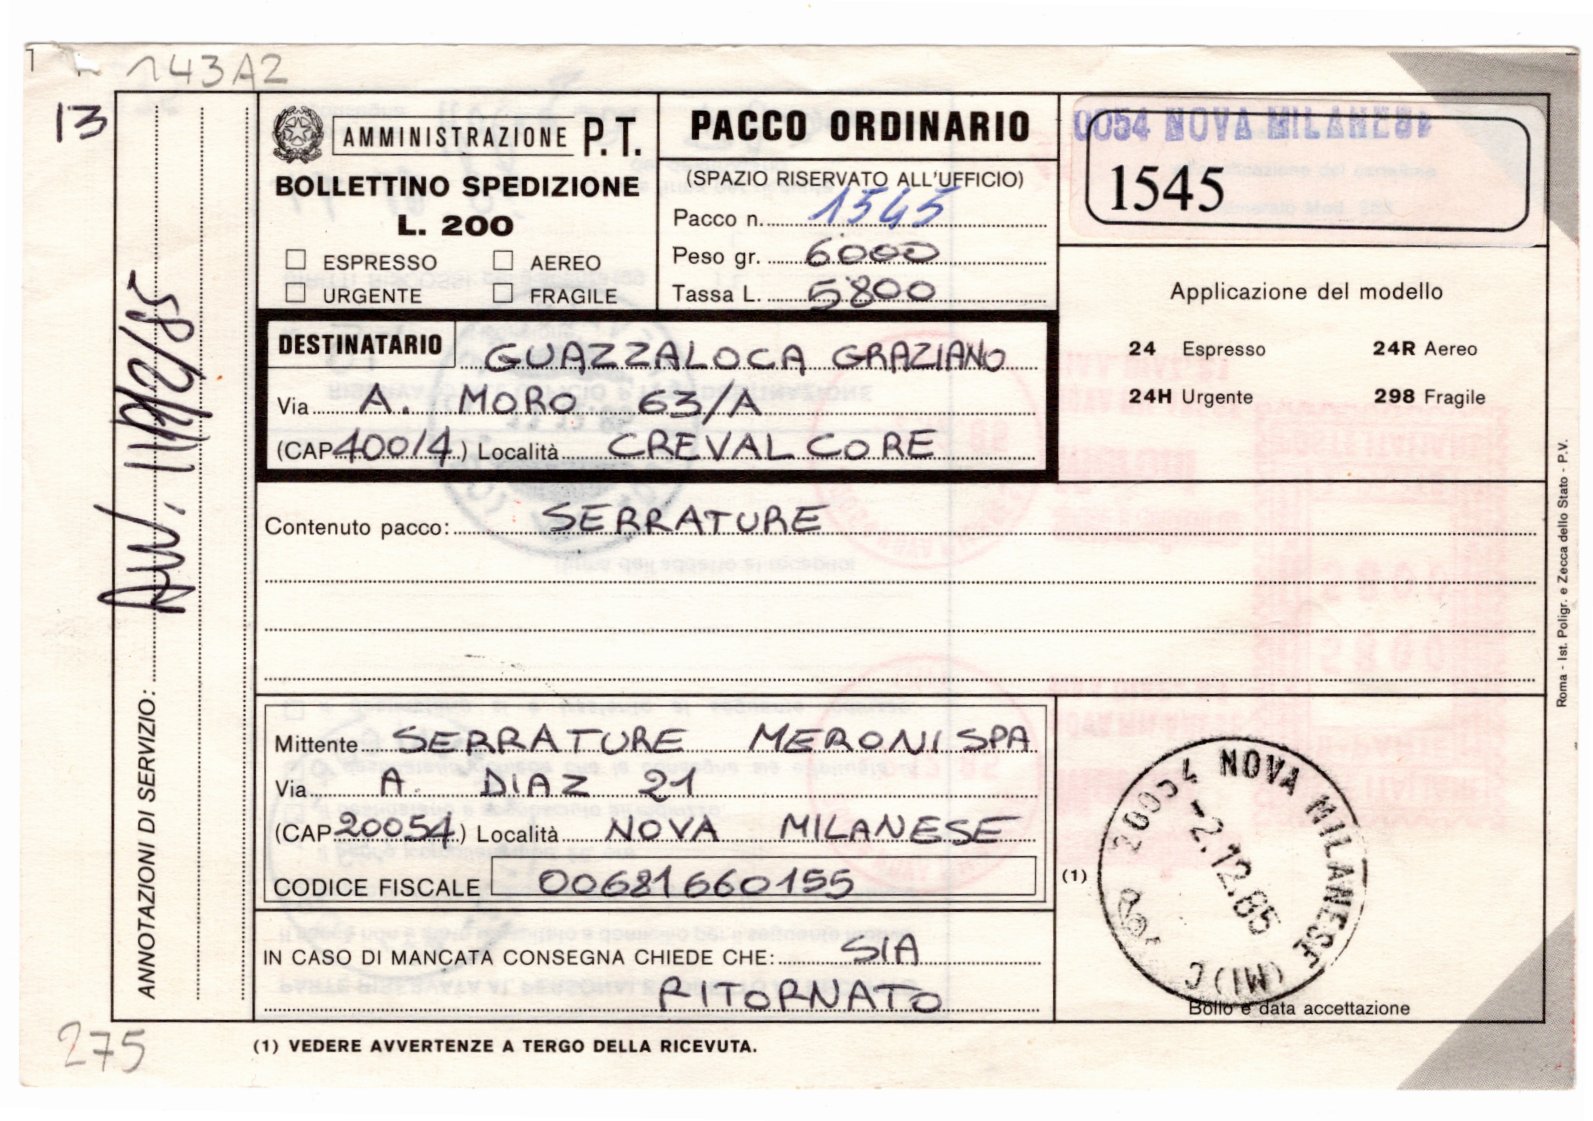 143A2
13
AMMINISTRAZIONE P.T.
BOLLETTINO SPEDIZIONE
L. 200
ESPRESSO
AEREO
URGENTE
FRAGILE
PACCO ORDINARIO
(SPAZIO RISERVATO ALL'UFFICIO)
Pacco n. 1545
Peso gr. 6000
Tassa L. 5800
0054 NOVA MILANESE
1545
Applicazione del modello
24 Espresso
24R Aereo
24H Urgente
298 Fragile
DESTINATARIO GUAZZALOCA GRAZIANO
Via A. MORO 63/A
(CAP 40014) Località CREVALCORE
Contenuto pacco: SERRATURE
Mittente SERRATURE MERONI SPA
Via A. DIAZ 21
(CAP 20054) Località NOVA MILANESE
CODICE FISCALE 00681660155
IN CASO DI MANCATA CONSEGNA CHIEDE CHE: SIA
RITORNATO
(1)
20054 NOVA MILANESE (MI) C
-2.12.85
Bollo e data accettazione
ANNOTAZIONI DI SERVIZIO:
275
(1) VEDERE AVVERTENZE A TERGO DELLA RICEVUTA.
Roma - Ist. Poligr. e Zecca dello Stato - P.V.